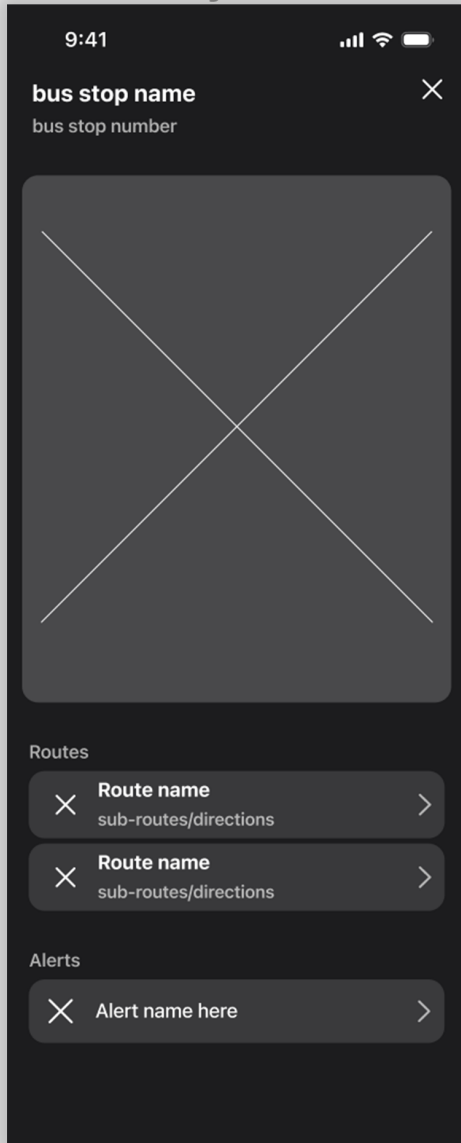 9:41
bus stop name
bus stop number
Routes
Route name
sub-routes/directions
Route name
sub-routes/directions
Alerts
Alert name here